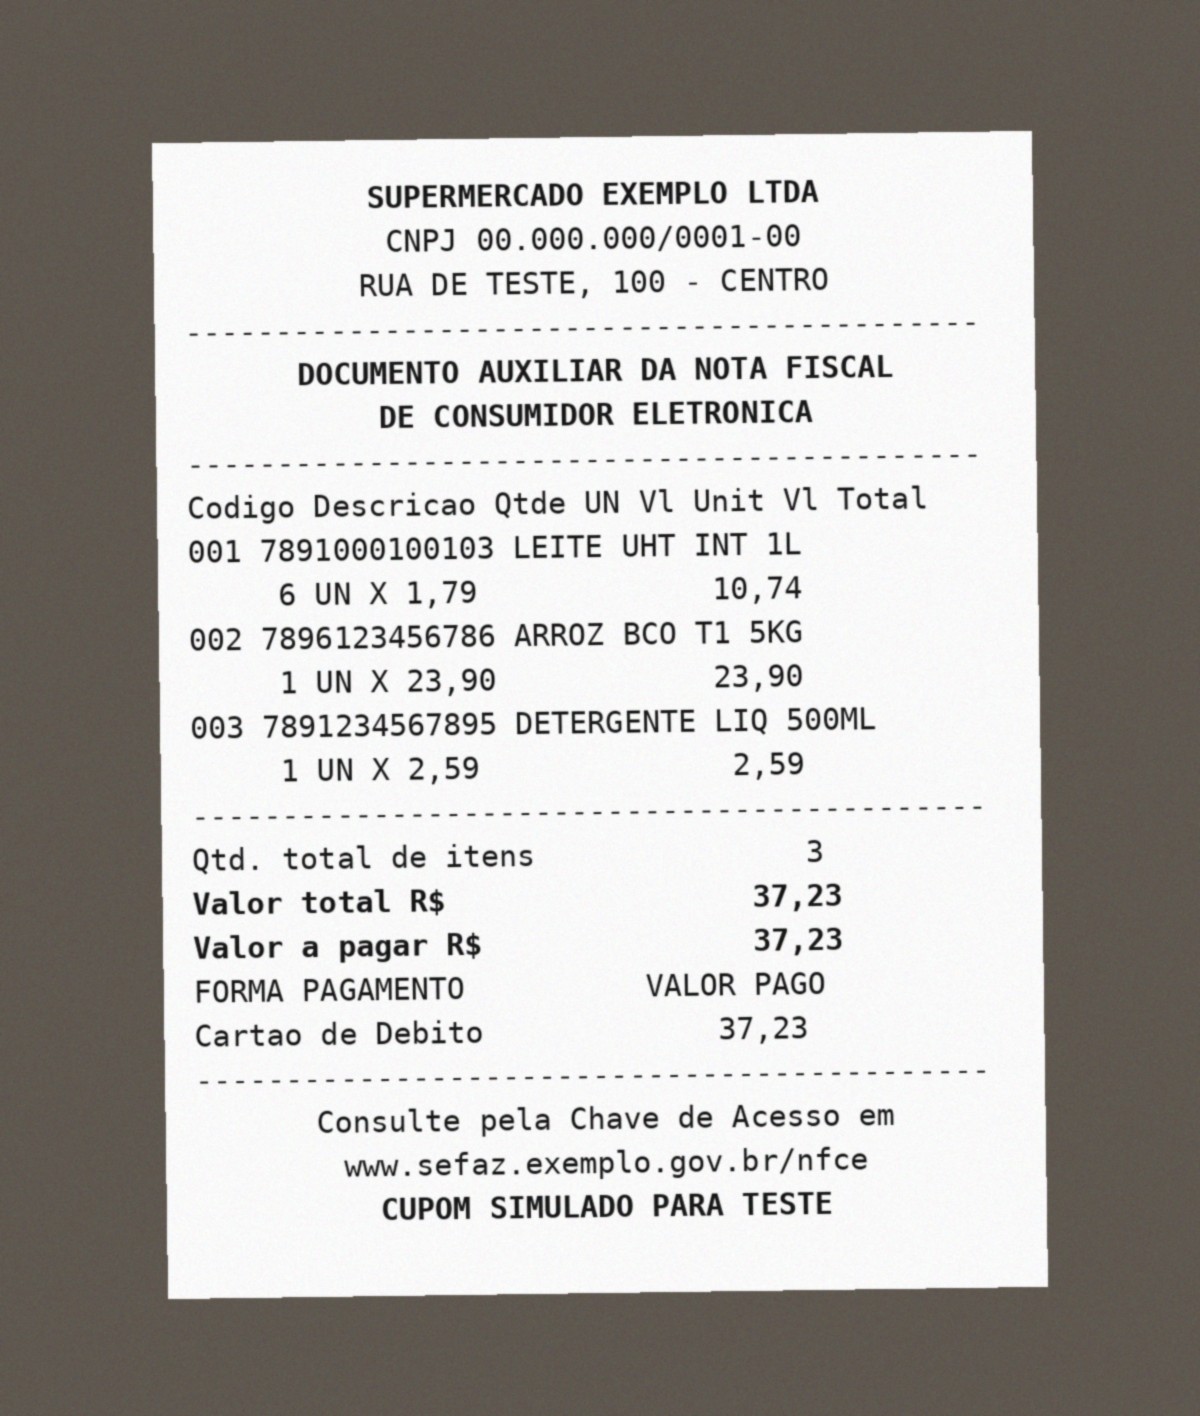 SUPERMERCADO EXEMPLO LTDA
CNPJ 00.000.000/0001-00
RUA DE TESTE, 100 - CENTRO
--------------------------------------------
DOCUMENTO AUXILIAR DA NOTA FISCAL
DE CONSUMIDOR ELETRONICA
--------------------------------------------
Codigo Descricao Qtde UN Vl Unit Vl Total
001 7891000100103 LEITE UHT INT 1L
6 UN X 1,79 10,74
002 7896123456786 ARROZ BCO T1 5KG
1 UN X 23,90 23,90
003 7891234567895 DETERGENTE LIQ 500ML
1 UN X 2,59 2,59
--------------------------------------------
Qtd. total de itens 3
Valor total R$ 37,23
Valor a pagar R$ 37,23
FORMA PAGAMENTO VALOR PAGO
Cartao de Debito 37,23
--------------------------------------------
Consulte pela Chave de Acesso em
www.sefaz.exemplo.gov.br/nfce
CUPOM SIMULADO PARA TESTE